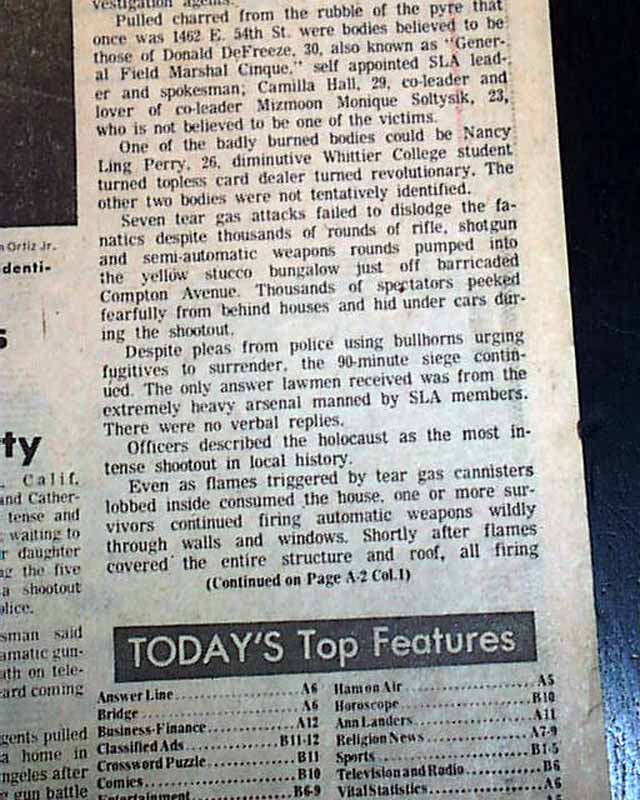 vestigation agents.
Pulled charred from the rubble of the pyre that
once was 1462 E. 54th St. were bodies believed to be
those of Donald DeFreeze, 30, also known as "Gener-
al Field Marshal Cinque," self appointed SLA lead-
er and spokesman; Camilla Hall, 29, co-leader and
lover of co-leader Mizmoon Monique Soltysik, 23,
who is not believed to be one of the victims.
One of the badly burned bodies could be Nancy
Ling Perry, 26, diminutive Whittier College student
turned topless card dealer turned revolutionary. The
other two bodies were not tentatively identified.
Seven tear gas attacks failed to dislodge the fa-
natics despite thousands of rounds of rifle, shotgun
and semi-automatic weapons rounds pumped into
the yellow stucco bungalow just off barricaded
Compton Avenue. Thousands of spectators peeked
fearfully from behind houses and hid under cars dur-
ing the shootout.
Despite pleas from police using bullhorns urging
fugitives to surrender, the 90-minute siege contin-
ued. The only answer lawmen received was from the
extremely heavy arsenal manned by SLA members.
There were no verbal replies.
Officers described the holocaust as the most in-
tense shootout in local history.
Even as flames triggered by tear gas cannisters
lobbed inside consumed the house, one or more sur-
vivors continued firing automatic weapons wildly
through walls and windows. Shortly after flames
covered the entire structure and roof, all firing
(Continued on Page A-2 Col.1)
Ortiz Jr.
denti-
s
ty
Calif.
and Cather-
tense and
waiting to
r daughter
ng the five
a shootout
olice.
sman said
amatic gun-
ath on tele-
ard coming
gents pulled
a home in
ngeles after
gun battle
TODAY'S Top Features
Answer Line A6
Bridge A6
Business-Finance A12
Classified Ads B11-12
Crossword Puzzle B11
Comics B10
Entertainment B6-9
Ham on Air A5
Horoscope B10
Ann Landers A11
Religion News A7-9
Sports B1-5
Television and Radio B6
Vital Statistics A6